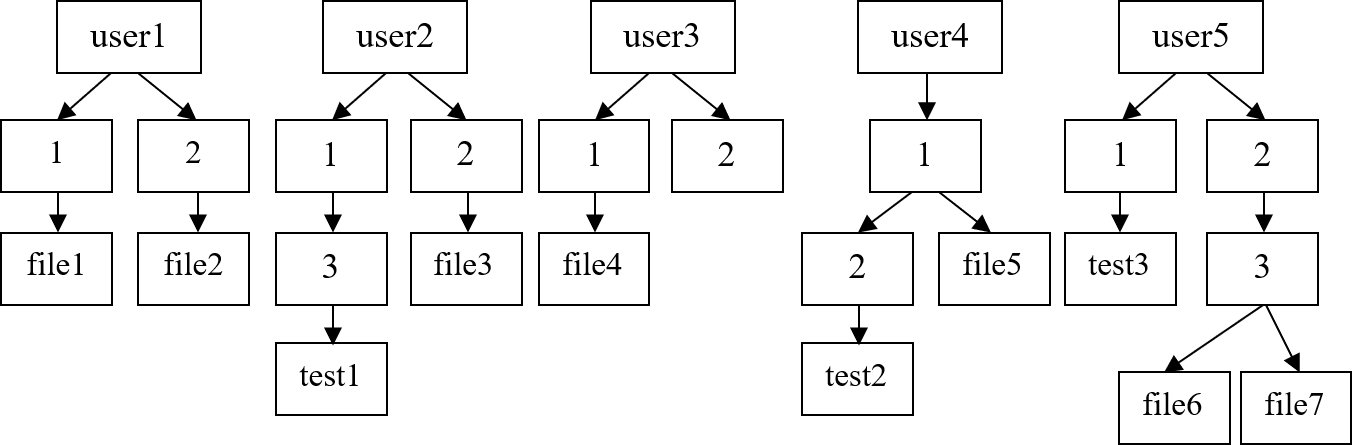 user1
user2
user3
user4
user5
1
2
1
2
1
2
1
1
2
file1
file2
3
file3
file4
2
file5
test3
3
test1
test2
file6
file7